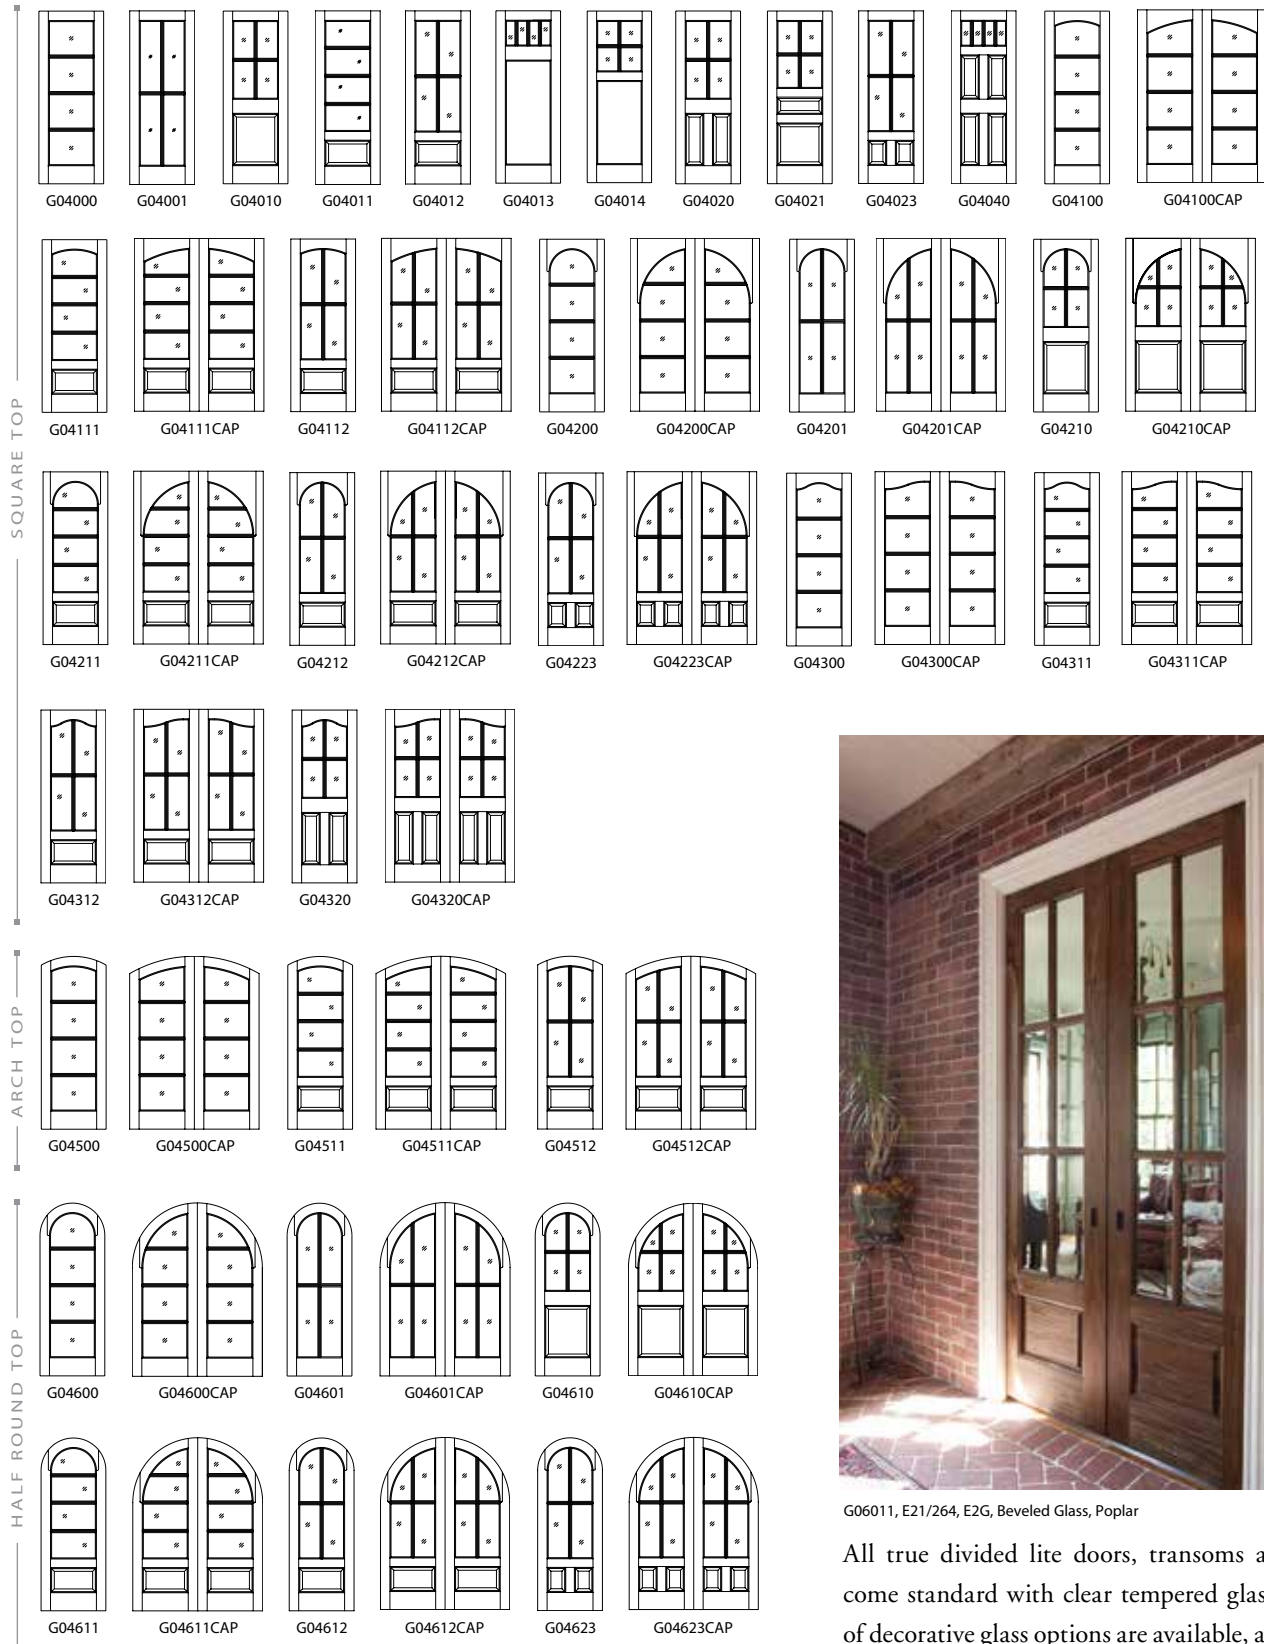 SQUARE TOP
G04000 G04001 G04010 G04011 G04012 G04013 G04014 G04020 G04021 G04023 G04040 G04100 G04100CAP
G04111 G04111CAP G04112 G04112CAP G04200 G04200CAP G04201 G04201CAP G04210 G04210CAP
G04211 G04211CAP G04212 G04212CAP G04223 G04223CAP G04300 G04300CAP G04311 G04311CAP
G04312 G04312CAP G04320 G04320CAP
ARCH TOP
G04500 G04500CAP G04511 G04511CAP G04512 G04512CAP
HALF ROUND TOP
G04600 G04600CAP G04601 G04601CAP G04610 G04610CAP
G04611 G04611CAP G04612 G04612CAP G04623 G04623CAP
G06011, E21/264, E2G, Beveled Glass, Poplar
All true divided lite doors, transoms a
come standard with clear tempered glas
of decorative glass options are available, a